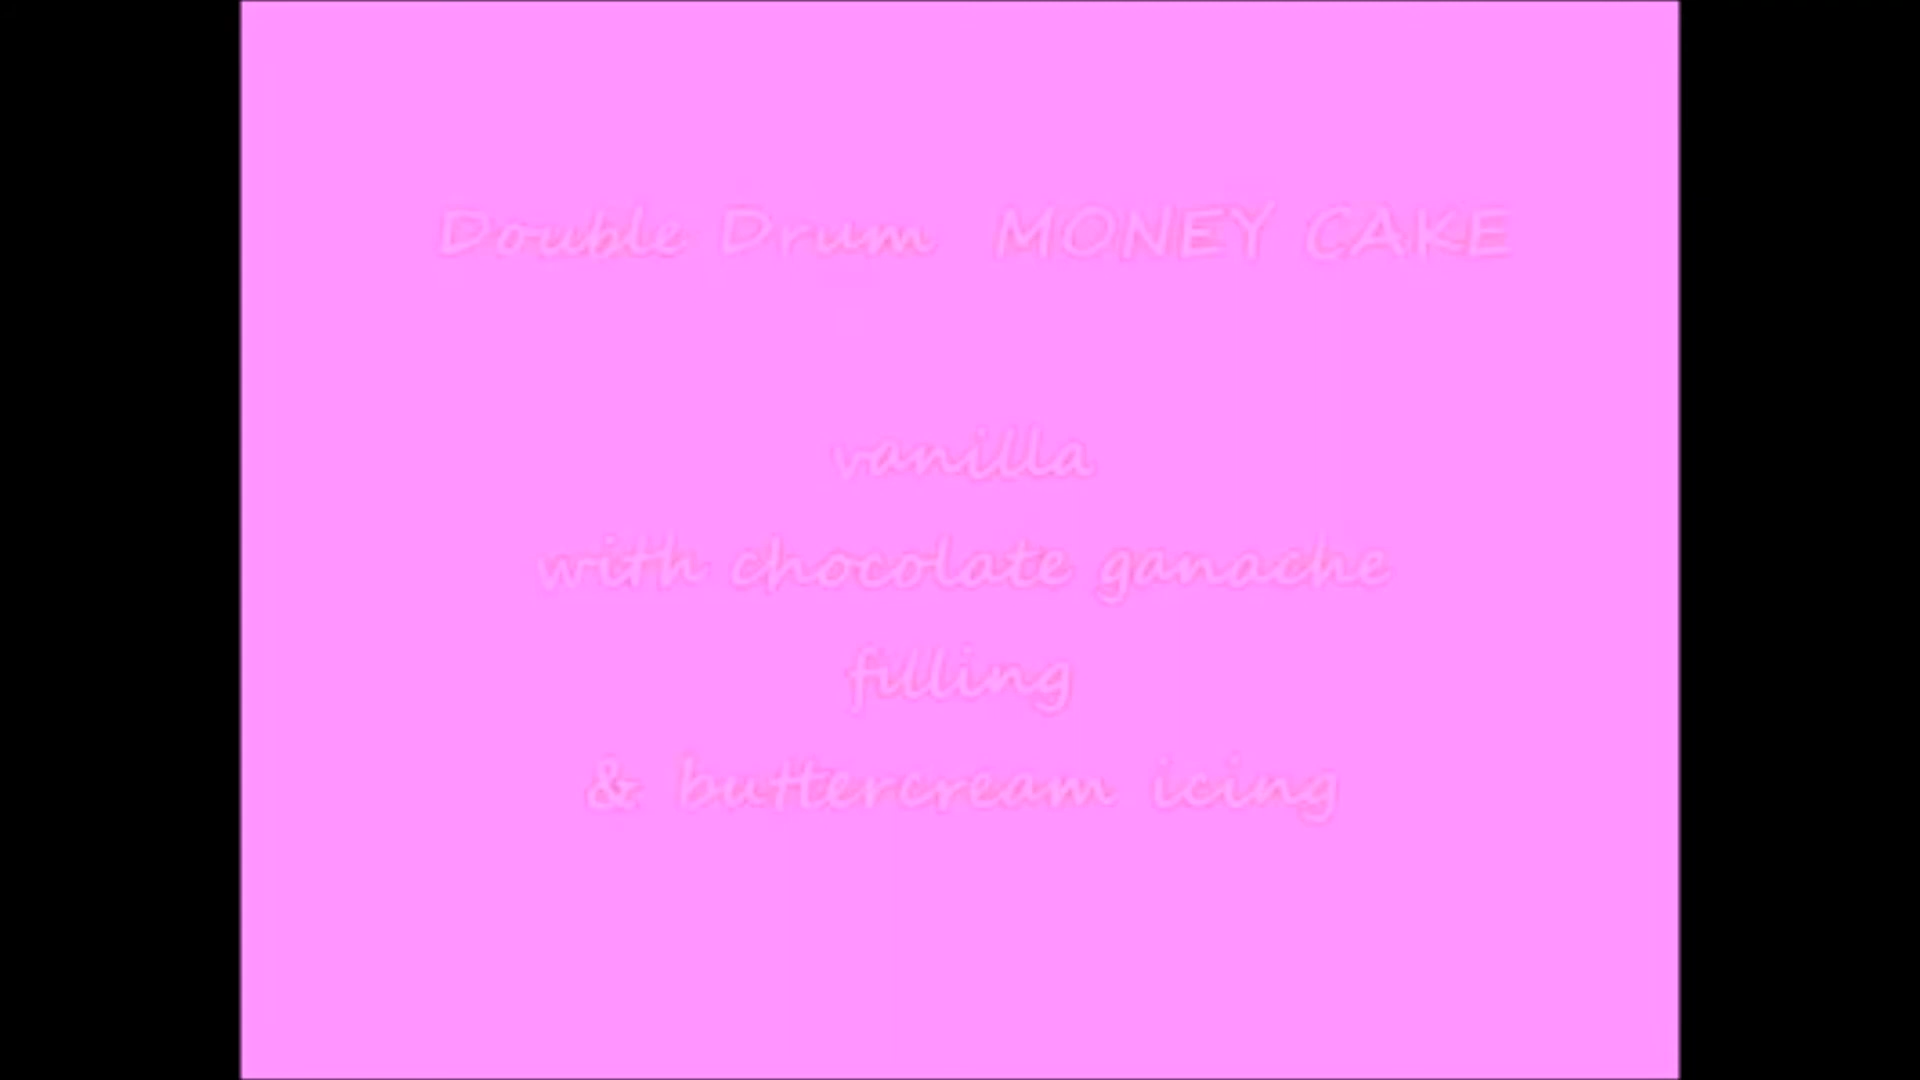 Double Drum MONEY CAKE
vanilla
with chocolate ganache
filling
& buttercream icing